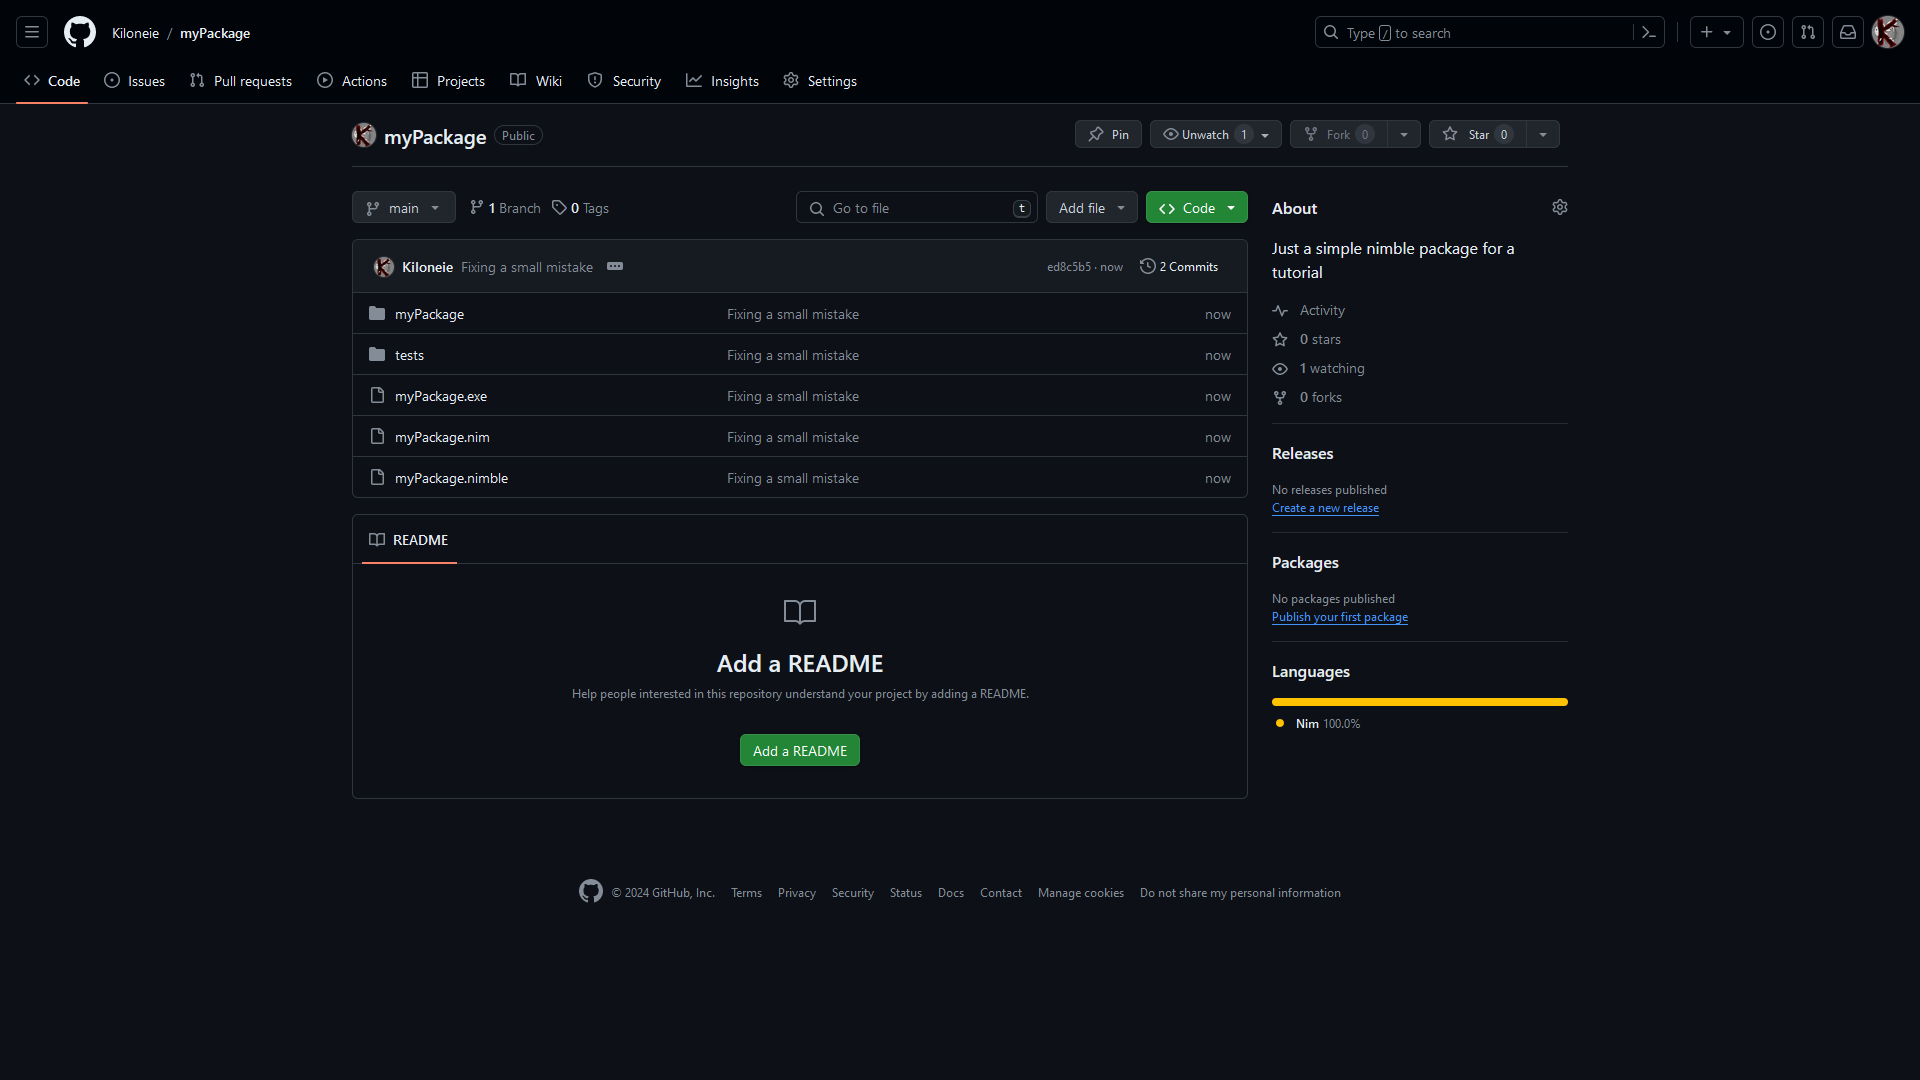 Kiloneie / myPackage
Type / to search
Code
Issues
Pull requests
Actions
Projects
Wiki
Security
Insights
Settings
myPackage Public
Pin
Unwatch 1
Fork 0
Star 0
main
1 Branch
0 Tags
Go to file t
Add file
Code
Kiloneie Fixing a small mistake
ed8c5b5 · now
2 Commits
myPackage Fixing a small mistake now
tests Fixing a small mistake now
myPackage.exe Fixing a small mistake now
myPackage.nim Fixing a small mistake now
myPackage.nimble Fixing a small mistake now
README
Add a README
Help people interested in this repository understand your project by adding a README.
Add a README
About
Just a simple nimble package for a
tutorial
Activity
0 stars
1 watching
0 forks
Releases
No releases published
Create a new release
Packages
No packages published
Publish your first package
Languages
Nim 100.0%
© 2024 GitHub, Inc. Terms Privacy Security Status Docs Contact Manage cookies Do not share my personal information